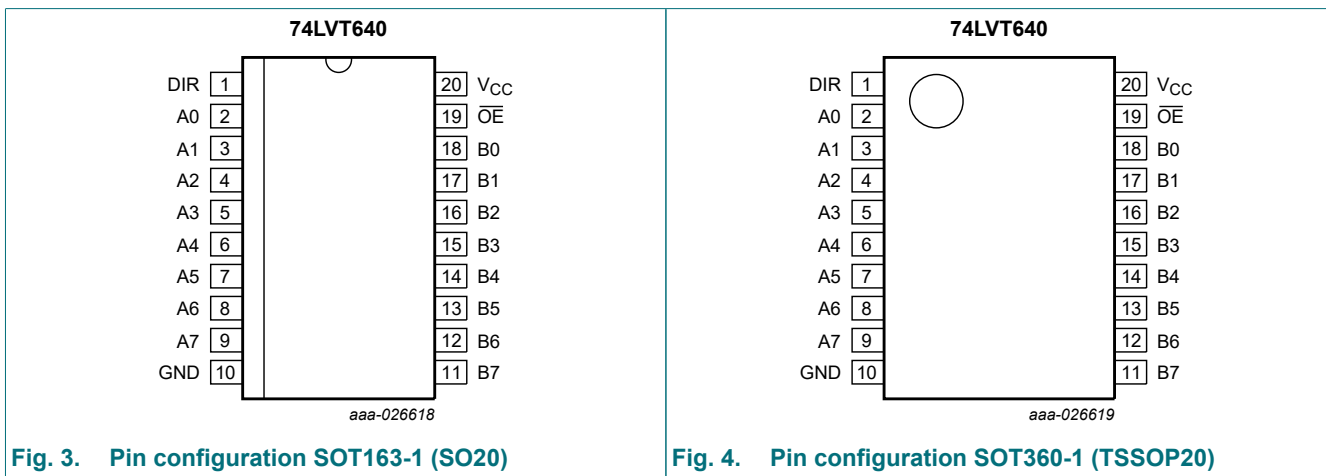 74LVT640
DIR 1 20 VCC
A0 2 19 OE
A1 3 18 B0
A2 4 17 B1
A3 5 16 B2
A4 6 15 B3
A5 7 14 B4
A6 8 13 B5
A7 9 12 B6
GND 10 11 B7
aaa-026618
Fig. 3. Pin configuration SOT163-1 (SO20)
74LVT640
DIR 1 20 VCC
A0 2 19 OE
A1 3 18 B0
A2 4 17 B1
A3 5 16 B2
A4 6 15 B3
A5 7 14 B4
A6 8 13 B5
A7 9 12 B6
GND 10 11 B7
aaa-026619
Fig. 4. Pin configuration SOT360-1 (TSSOP20)